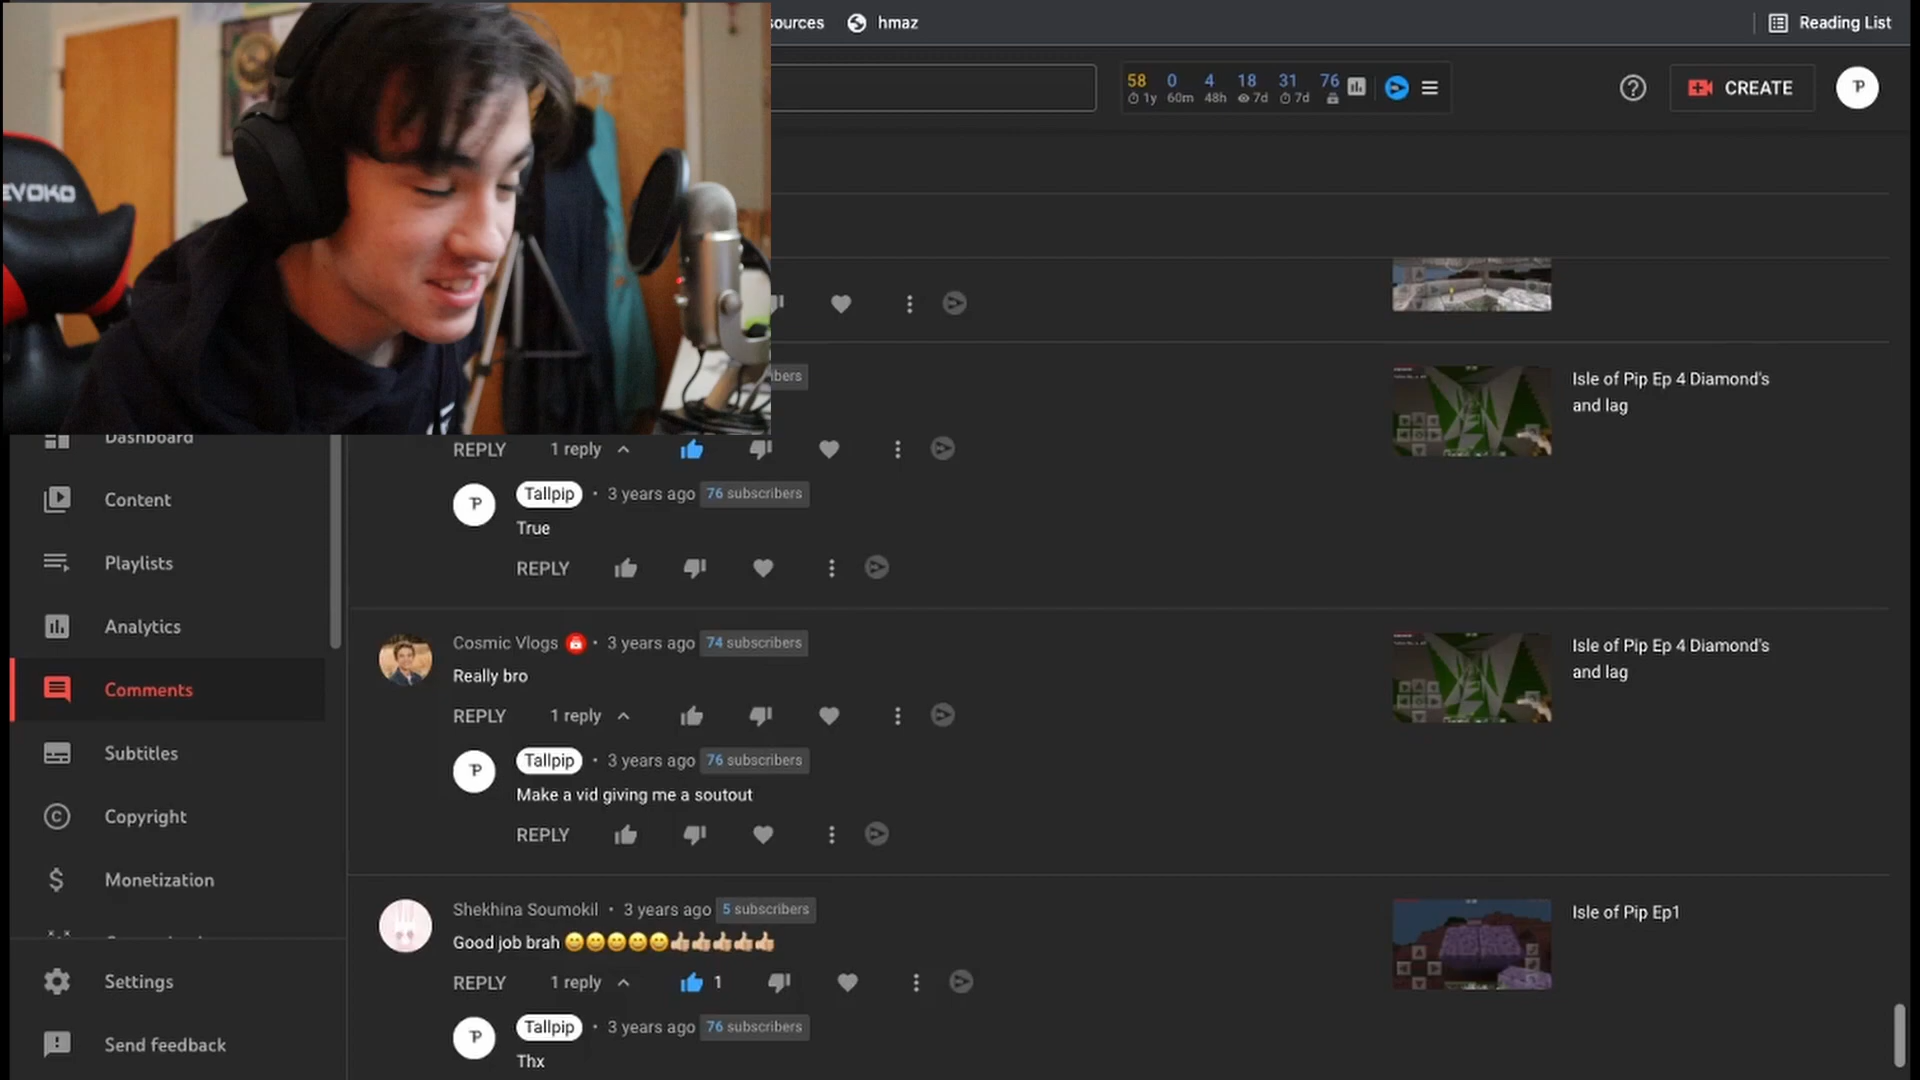 sources
hmaz
Reading List
EVOKO
58 0 4 18 31 76
1y 60m 48h 7d 7d
CREATE
Dashboard
Content
Playlists
Analytics
Comments
Subtitles
Copyright
Monetization
Settings
Send feedback
ibers
Isle of Pip Ep 4 Diamond's
and lag
REPLY 1 reply
Tallpip • 3 years ago 76 subscribers
True
REPLY
Cosmic Vlogs • 3 years ago 74 subscribers
Isle of Pip Ep 4 Diamond's
and lag
Really bro
REPLY 1 reply
Tallpip • 3 years ago 76 subscribers
Make a vid giving me a soutout
REPLY
Shekhina Soumokil • 3 years ago 5 subscribers
Isle of Pip Ep1
Good job brah 😀😀😀😀😀👍🏼👍🏼👍🏼👍🏼👍🏼
REPLY 1 reply 1
Tallpip • 3 years ago 76 subscribers
Thx